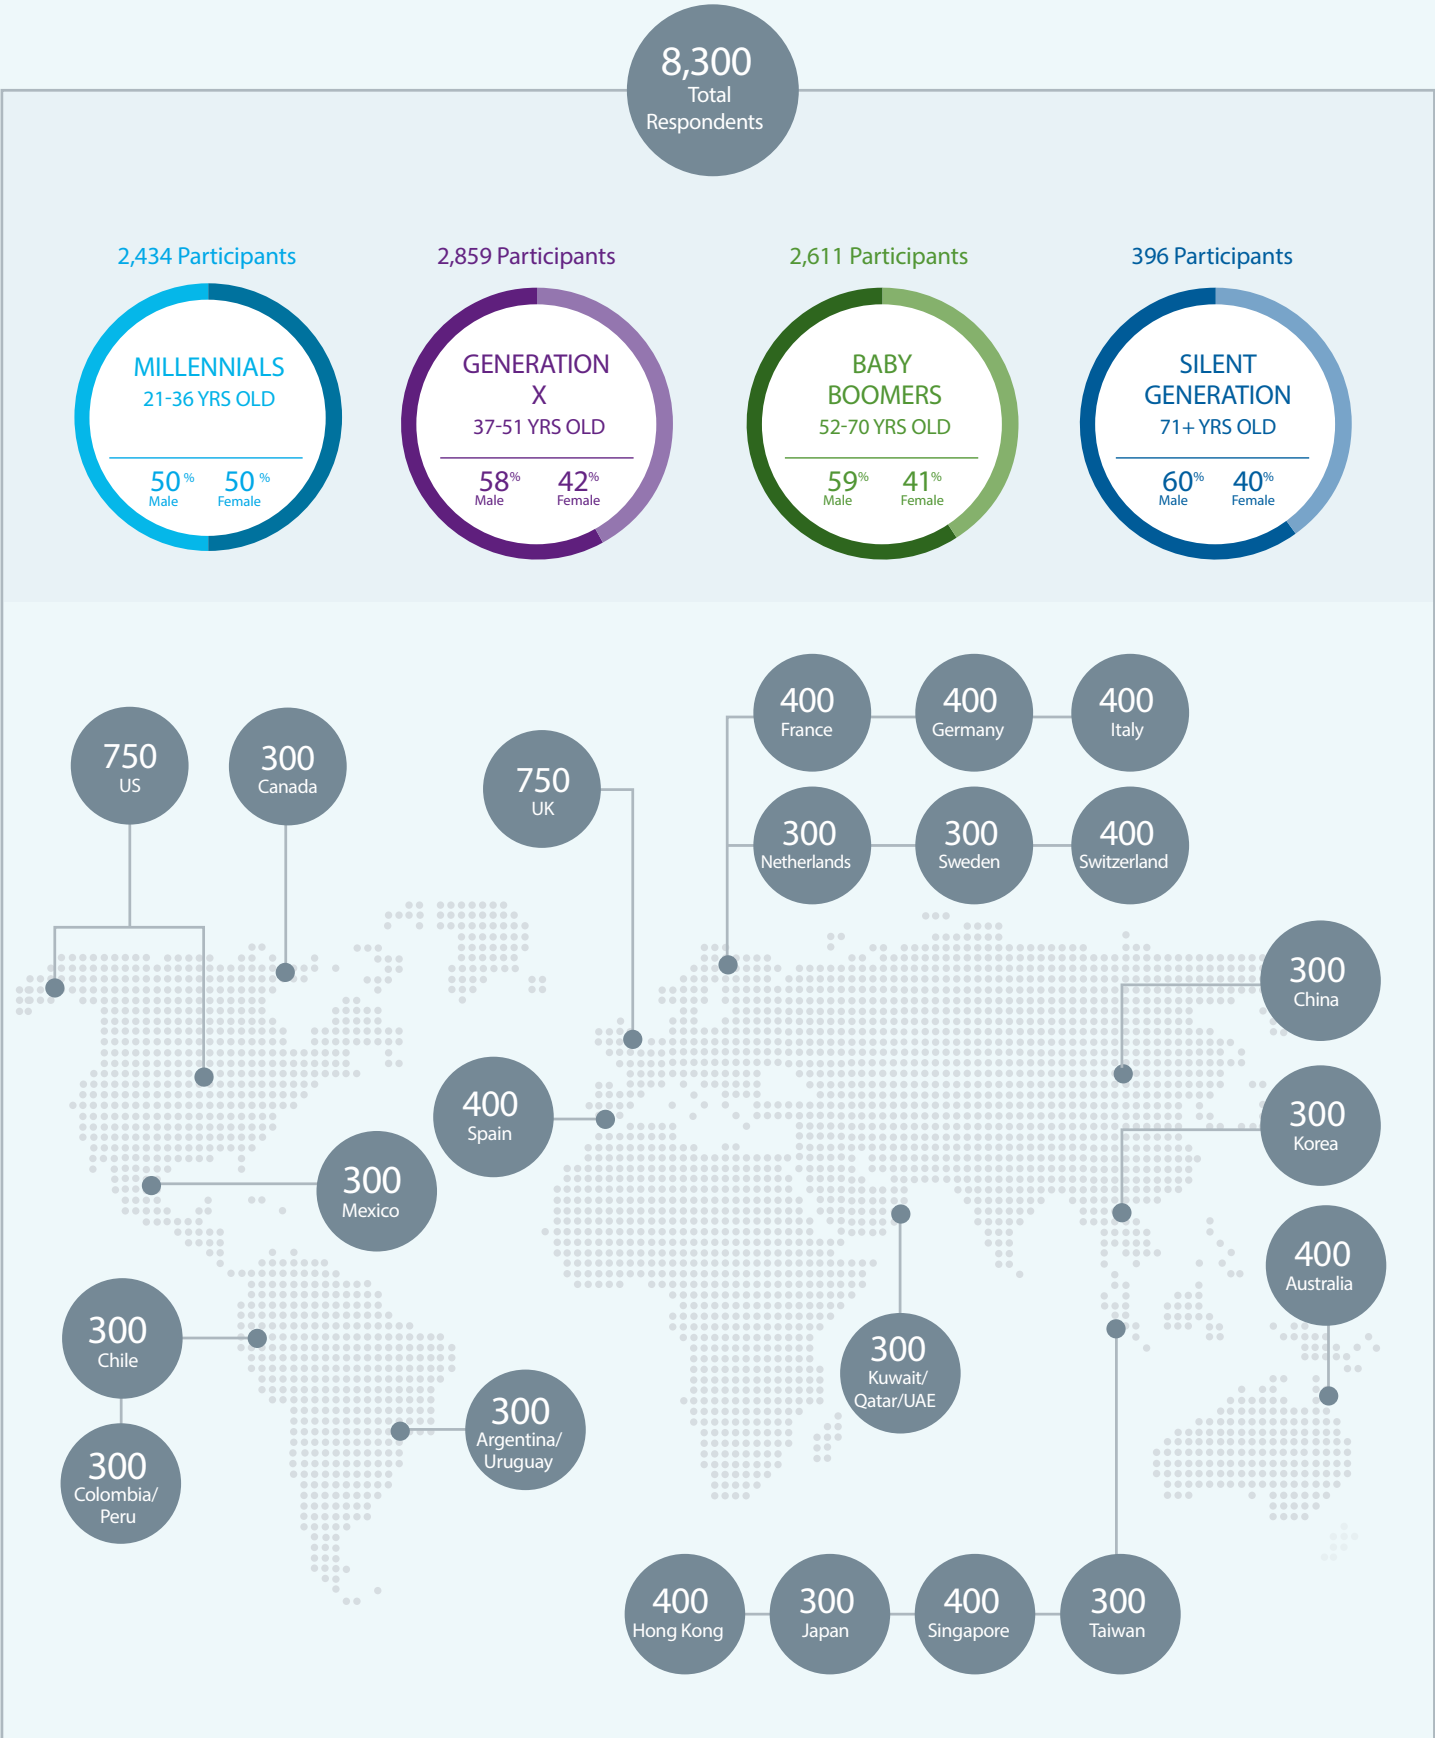 8,300
Total
Respondents
2,434 Participants
MILLENNIALS
21-36 YRS OLD
50% 50%
Male Female
2,859 Participants
GENERATION
X
37-51 YRS OLD
58% 42%
Male Female
2,611 Participants
BABY
BOOMERS
52-70 YRS OLD
59% 41%
Male Female
396 Participants
SILENT
GENERATION
71+ YRS OLD
60% 40%
Male Female
750
US
300
Canada
750
UK
400
France
400
Germany
400
Italy
300
Netherlands
300
Sweden
400
Switzerland
300
China
400
Spain
300
Korea
300
Mexico
400
Australia
300
Chile
300
Kuwait/
Qatar/UAE
300
Argentina/
Uruguay
300
Colombia/
Peru
400
Hong Kong
300
Japan
400
Singapore
300
Taiwan